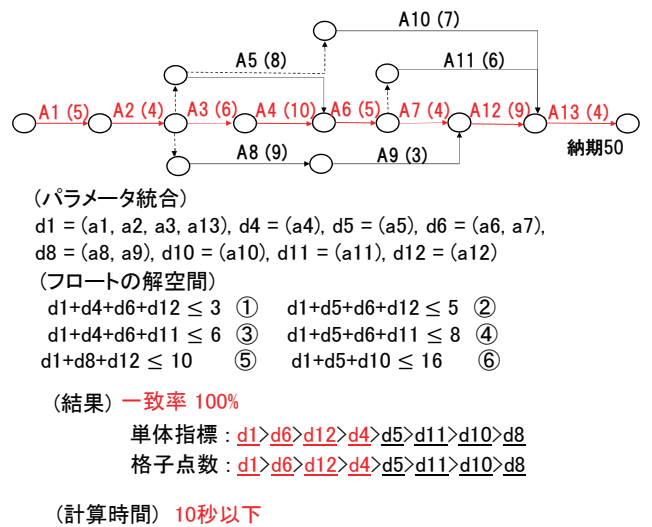 A10 (7)
A5 (8)
A11 (6)
A1 (5) A2 (4) A3 (6) A4 (10) A6 (5) A7 (4) A12 (9) A13 (4)
納期50
A8 (9)
A9 (3)
(パラメータ統合)
d1 = (a1, a2, a3, a13), d4 = (a4), d5 = (a5), d6 = (a6, a7),
d8 = (a8, a9), d10 = (a10), d11 = (a11), d12 = (a12)
(フロートの解空間)
d1+d4+d6+d12 ≤ 3 ① d1+d5+d6+d12 ≤ 5 ②
d1+d4+d6+d11 ≤ 6 ③ d1+d5+d6+d11 ≤ 8 ④
d1+d8+d12 ≤ 10 ⑤ d1+d5+d10 ≤ 16 ⑥
(結果) 一致率 100%
単体指標 : d1>d6>d12>d4>d5>d11>d10>d8
格子点数 : d1>d6>d12>d4>d5>d11>d10>d8
(計算時間) 10秒以下